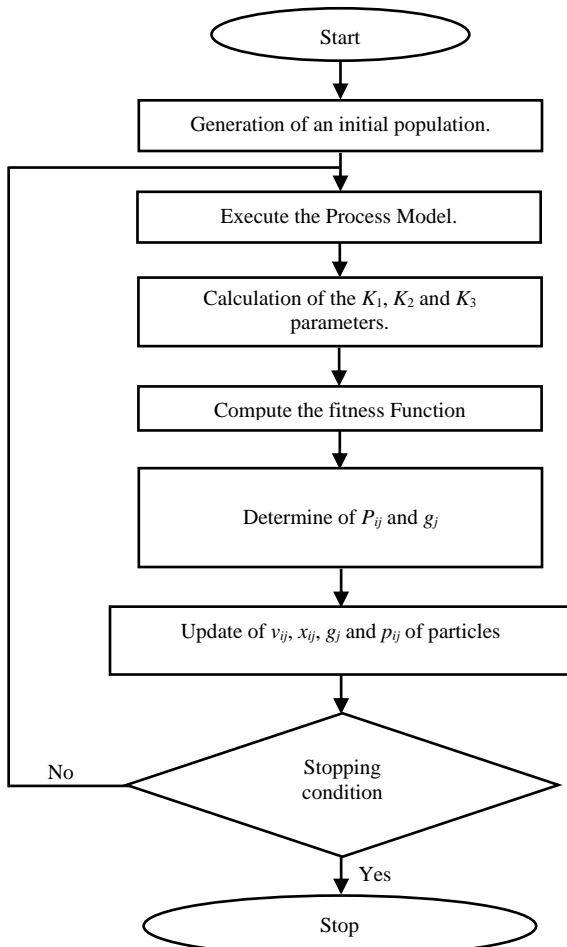 Start
Generation of an initial population.
Execute the Process Model.
Calculation of the K₁, K₂ and K₃
parameters.
Compute the fitness Function
Determine of Pᵢⱼ and gⱼ
Update of vᵢⱼ, xᵢⱼ, gⱼ and pᵢⱼ of particles
Stopping
condition
No
Yes
Stop